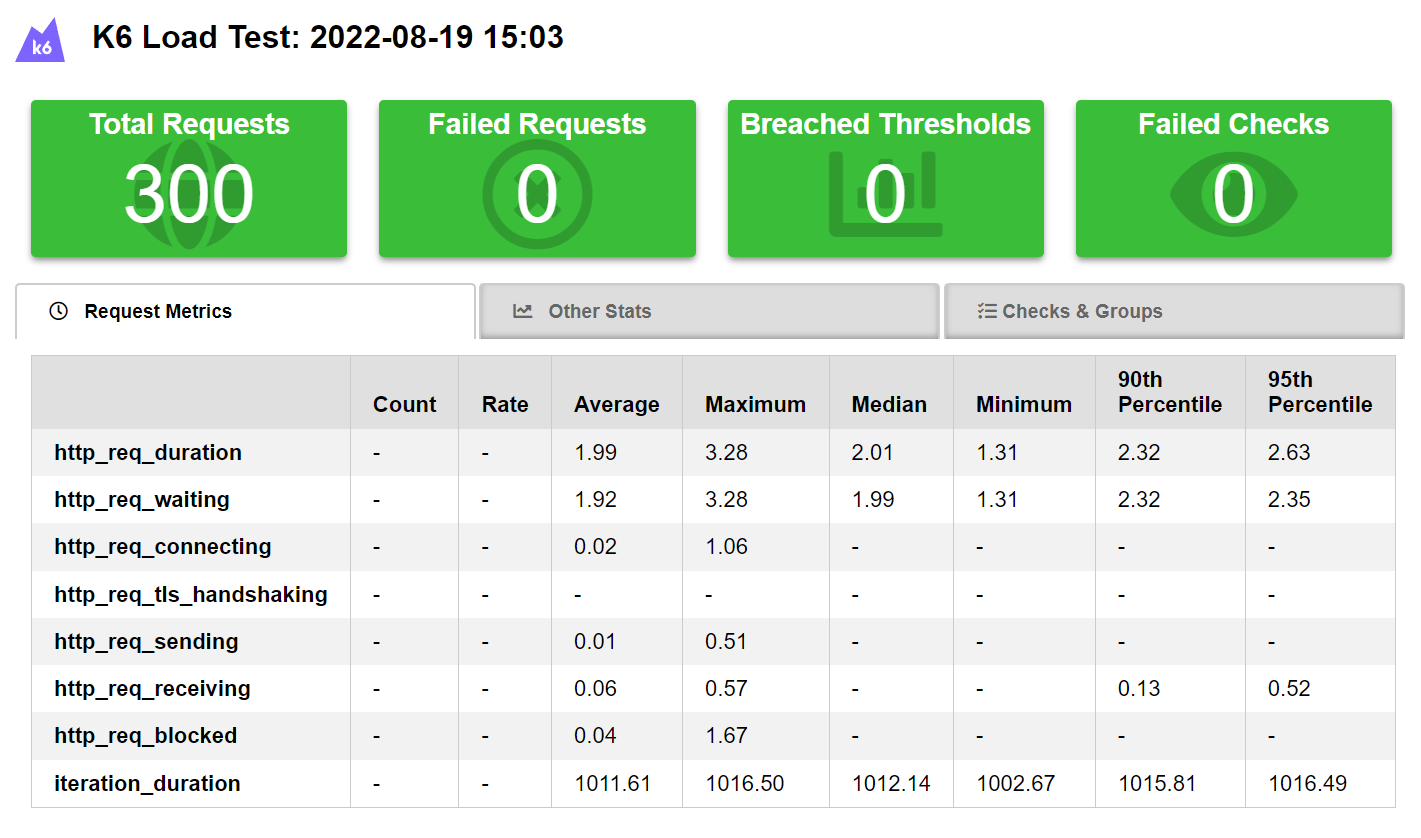 k6
K6 Load Test: 2022-08-19 15:03
Total Requests
300
Failed Requests
0
Breached Thresholds
0
Failed Checks
0
Request Metrics
Other Stats
Checks & Groups
Count Rate Average Maximum Median Minimum 90th Percentile 95th Percentile
http_req_duration - - 1.99 3.28 2.01 1.31 2.32 2.63
http_req_waiting - - 1.92 3.28 1.99 1.31 2.32 2.35
http_req_connecting - - 0.02 1.06 - - - -
http_req_tls_handshaking - - - - - - - -
http_req_sending - - 0.01 0.51 - - - -
http_req_receiving - - 0.06 0.57 - - 0.13 0.52
http_req_blocked - - 0.04 1.67 - - - -
iteration_duration - - 1011.61 1016.50 1012.14 1002.67 1015.81 1016.49